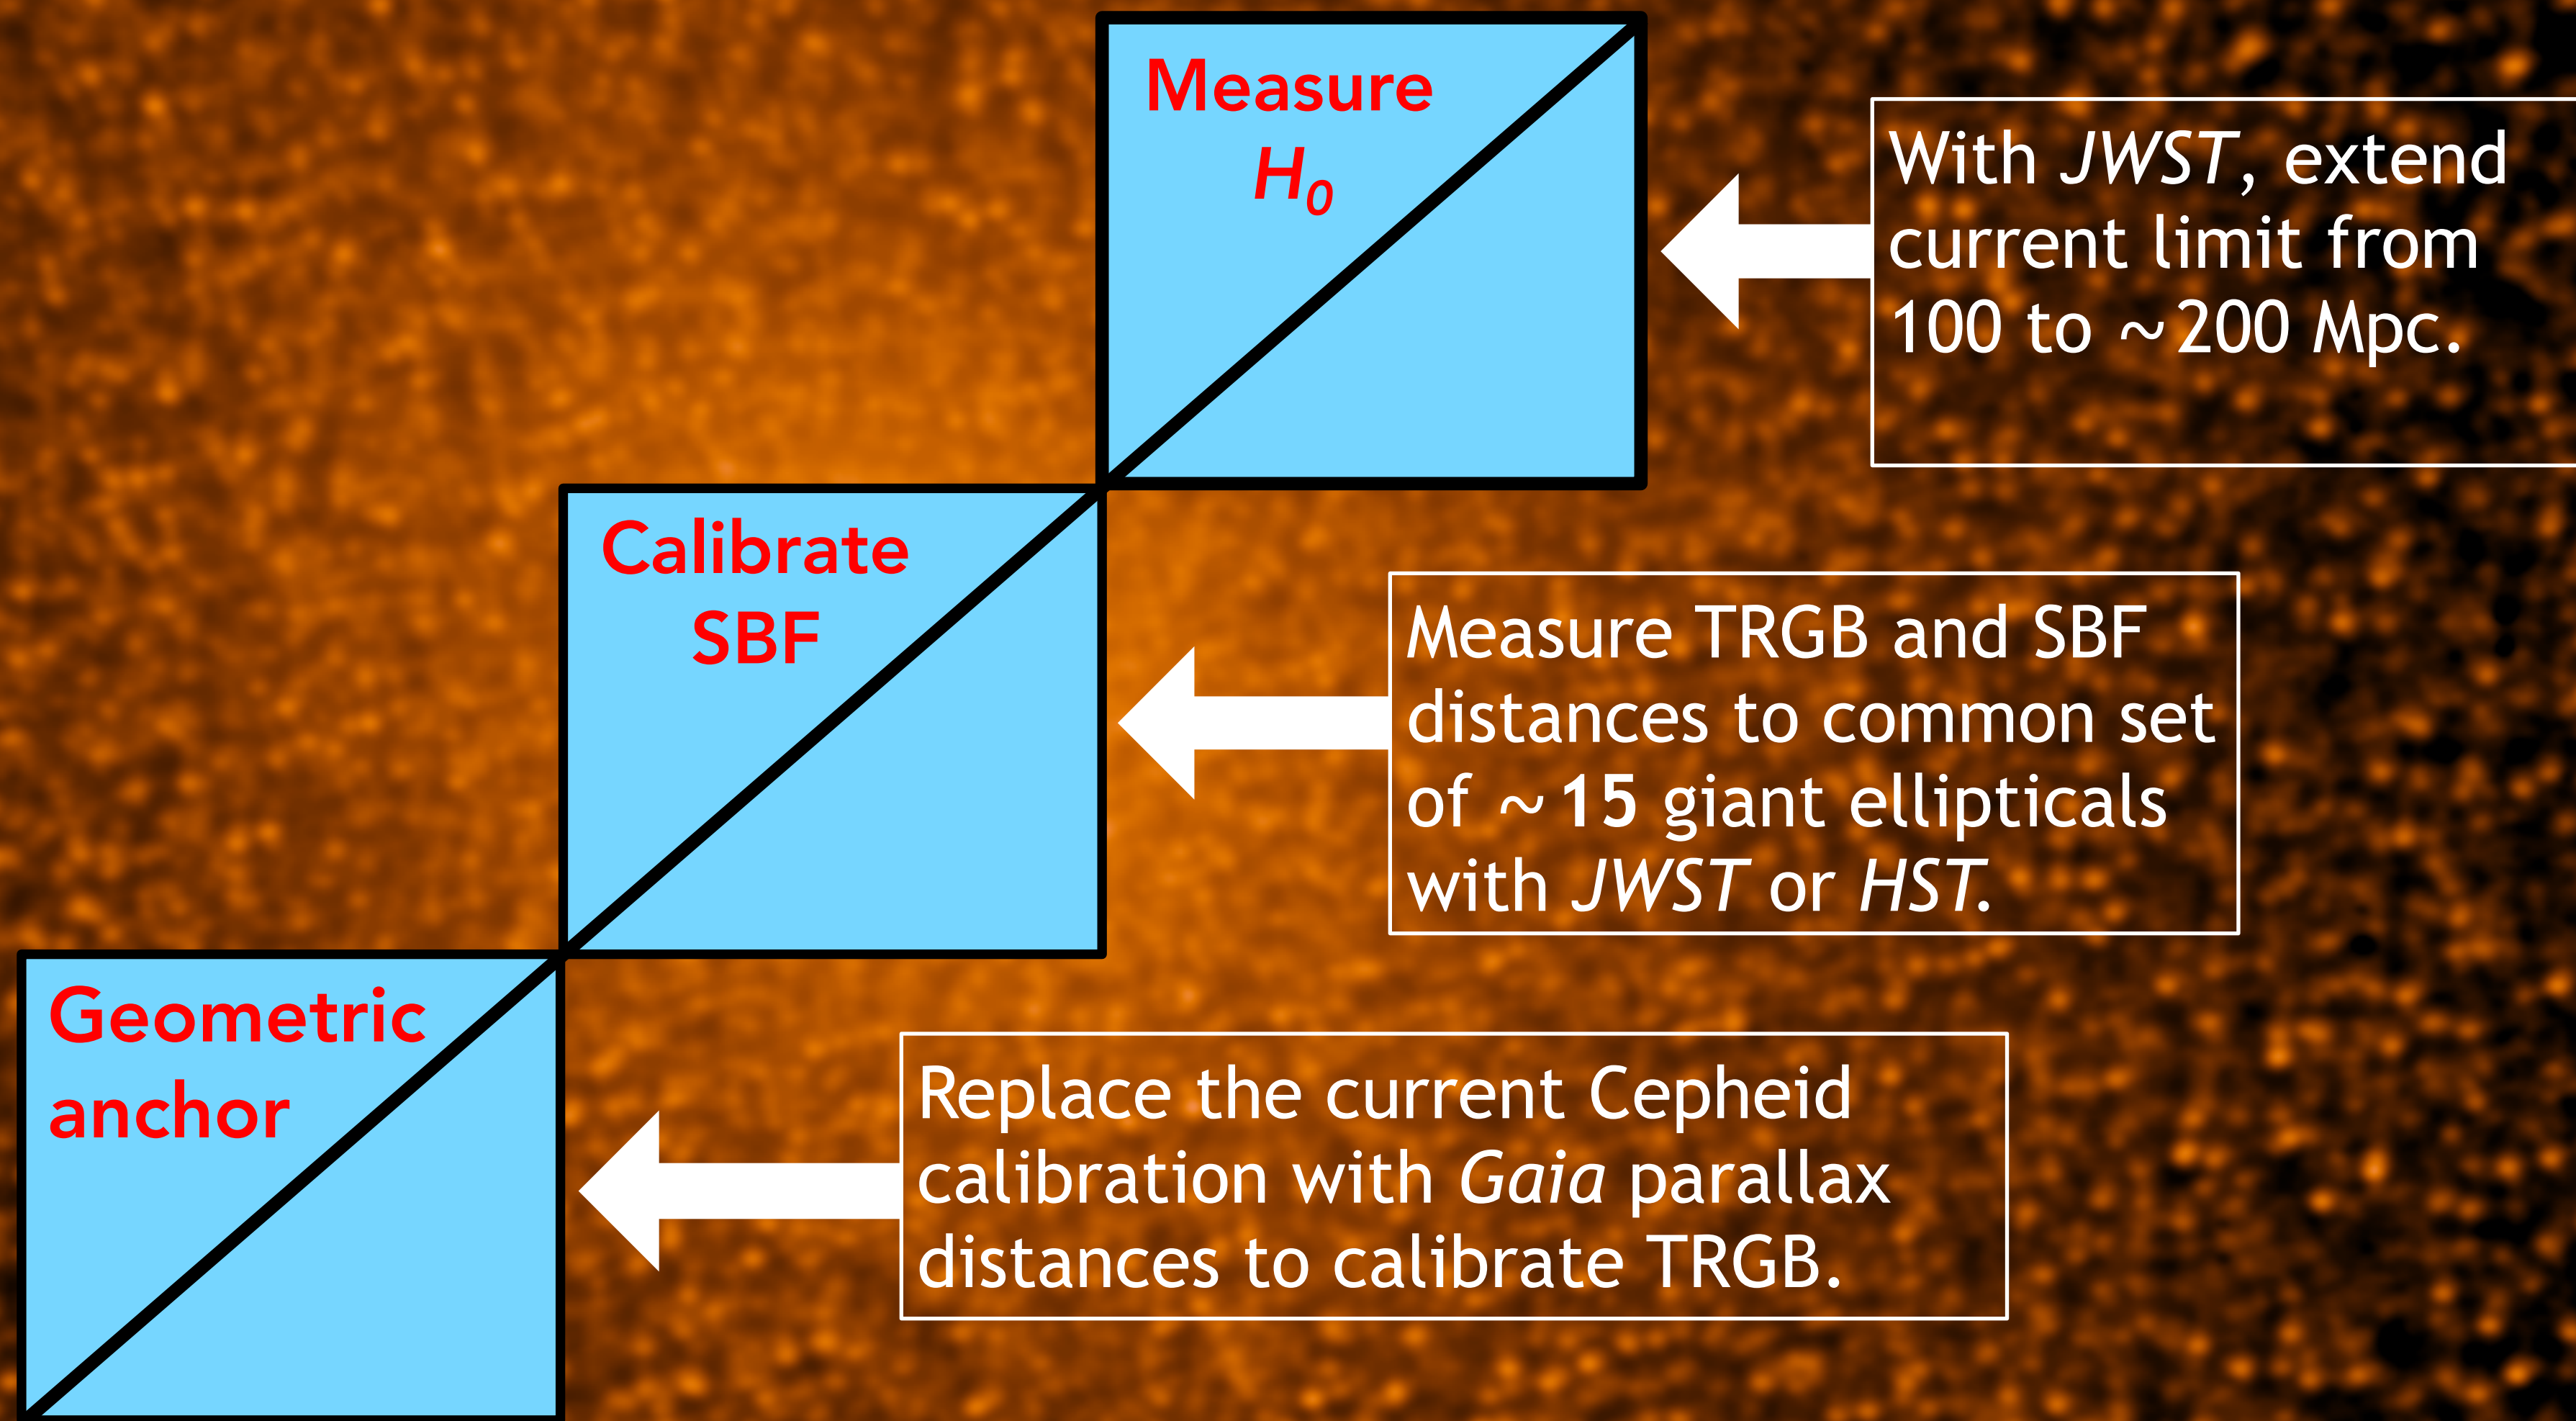 Measure
H₀
With JWST, extend
current limit from
100 to ~200 Mpc.
Calibrate
SBF
Measure TRGB and SBF
distances to common set
of ~15 giant ellipticals
with JWST or HST.
Geometric
anchor
Replace the current Cepheid
calibration with Gaia parallax
distances to calibrate TRGB.